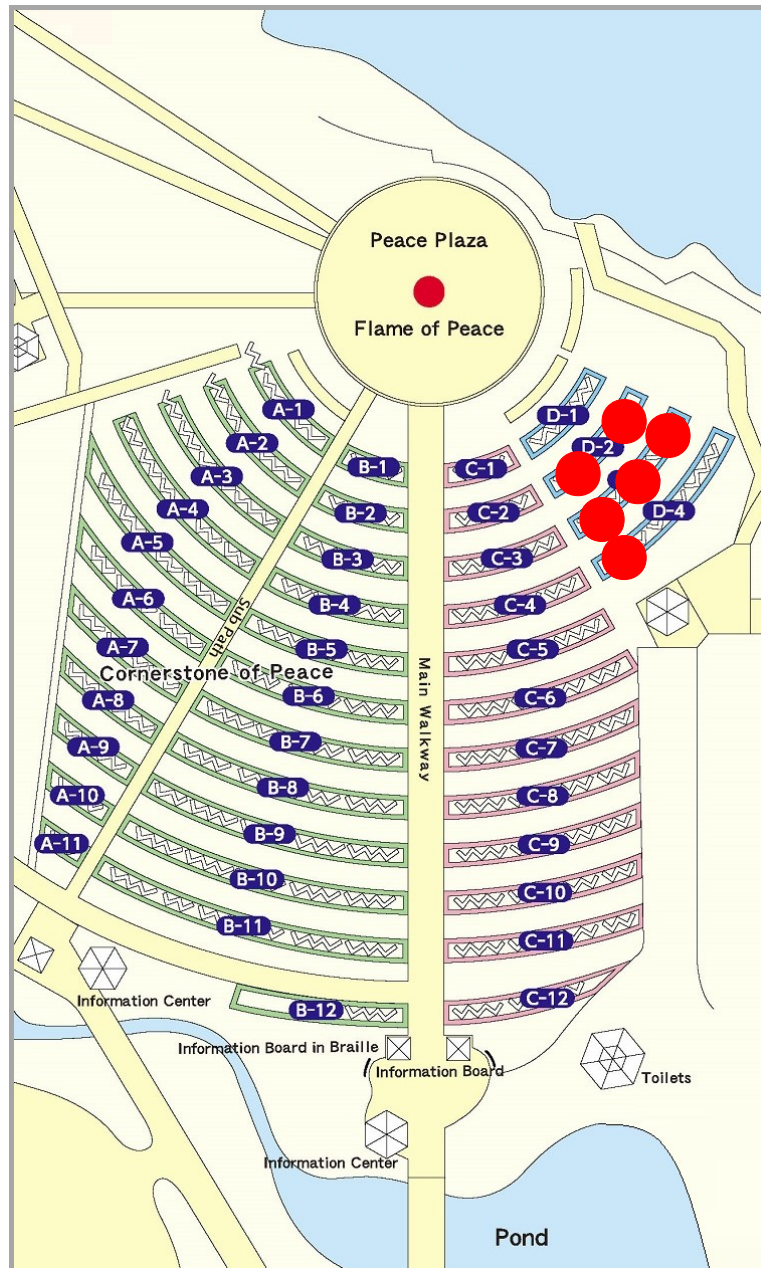 Peace Plaza
Flame of Peace
A-1
A-2
A-3
A-4
A-5
A-6
A-7
A-8
A-9
A-10
A-11
B-1
B-2
B-3
B-4
B-5
B-6
B-7
B-8
B-9
B-10
B-11
B-12
C-1
C-2
C-3
C-4
C-5
C-6
C-7
C-8
C-9
C-10
C-11
C-12
D-1
D-2
D-4
Sub Path
Cornerstone of Peace
Main Walkway
Information Center
Information Board in Braille
Information Board
Toilets
Information Center
Pond